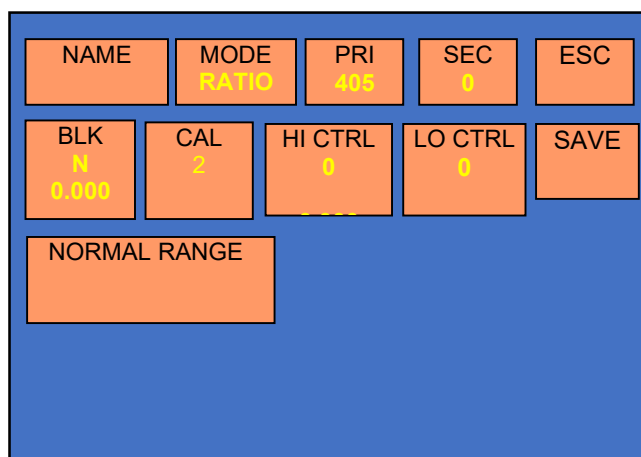 NAME
MODE
RATIO
PRI
405
SEC
0
ESC
BLK
N
0.000
CAL
2
HI CTRL
0
LO CTRL
0
SAVE
NORMAL RANGE